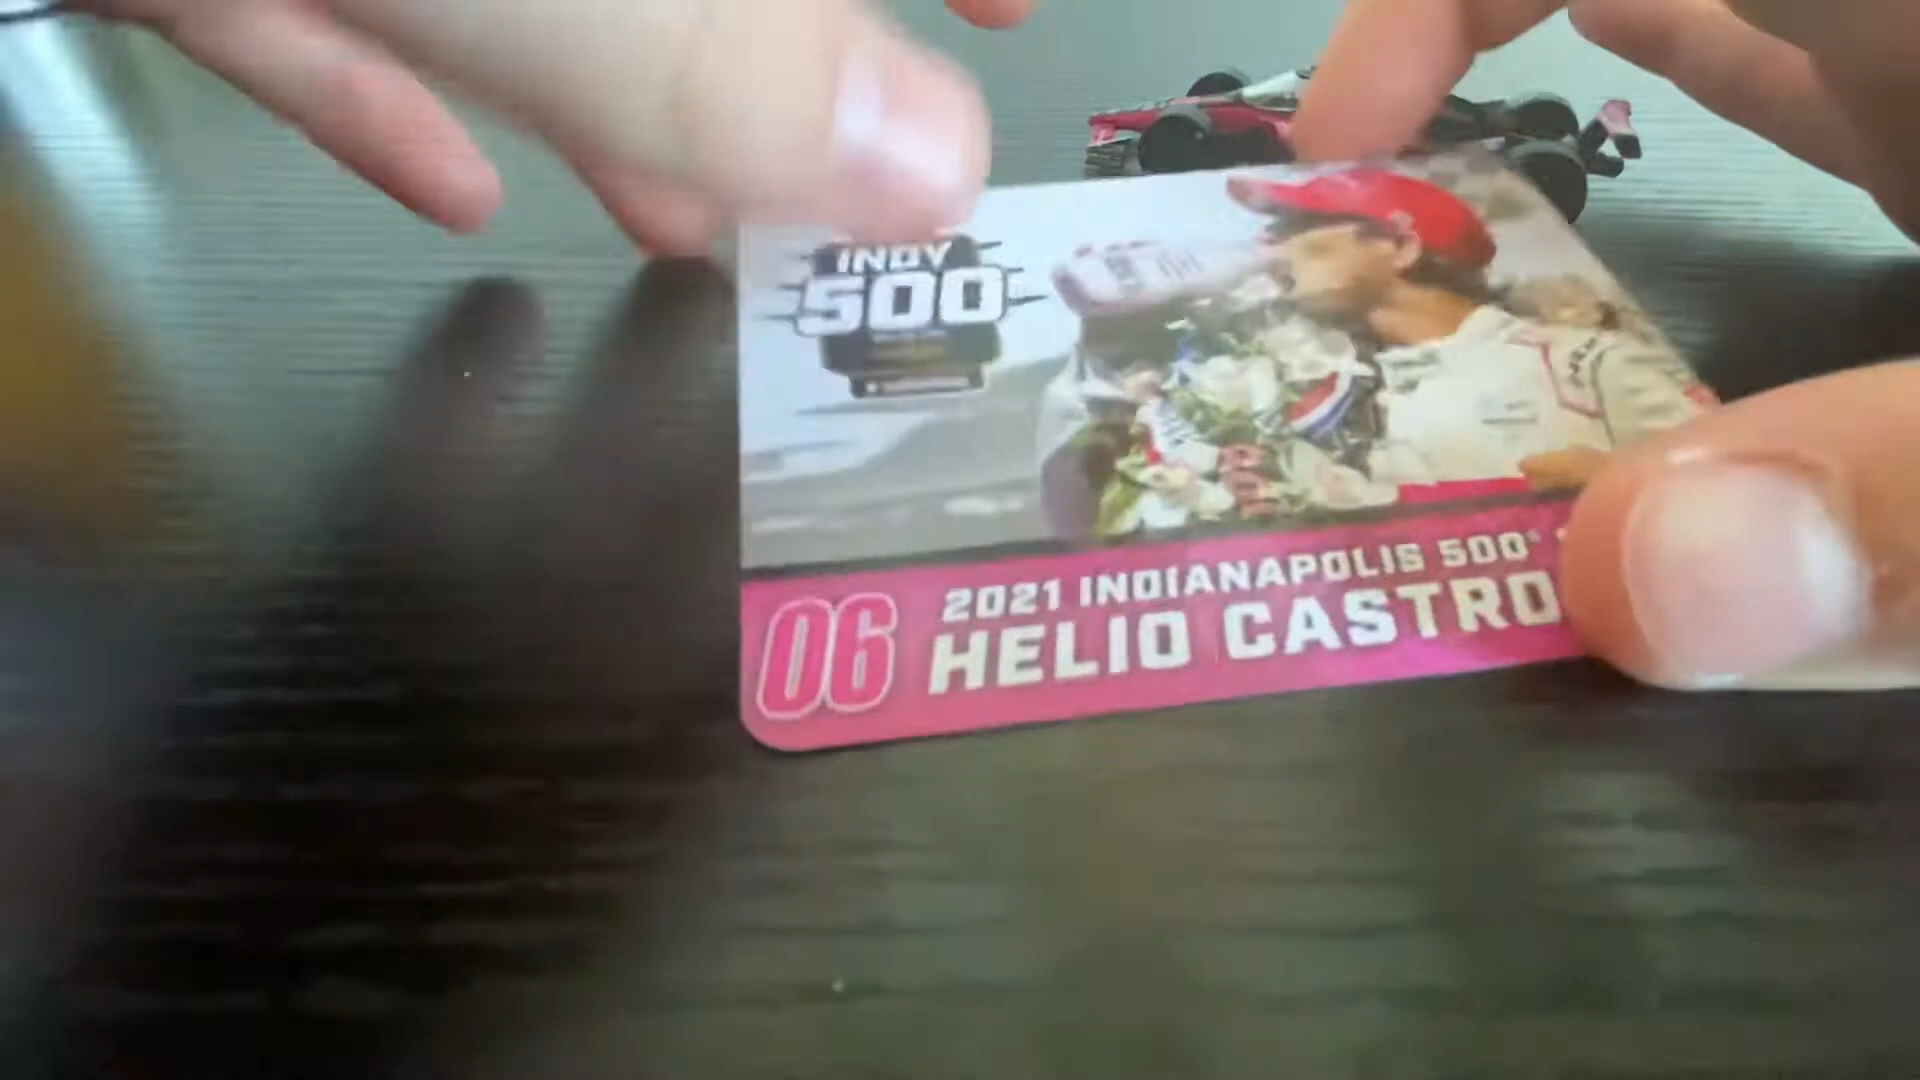 INDY
500
06
2021 INDIANAPOLIS 500®
HELIO CASTRO